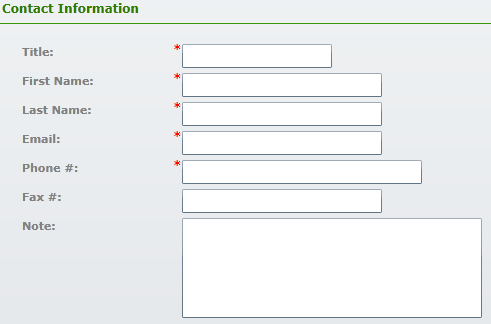 Contact Information
Title: *
First Name: *
Last Name: *
Email: *
Phone #: *
Fax #:
Note: